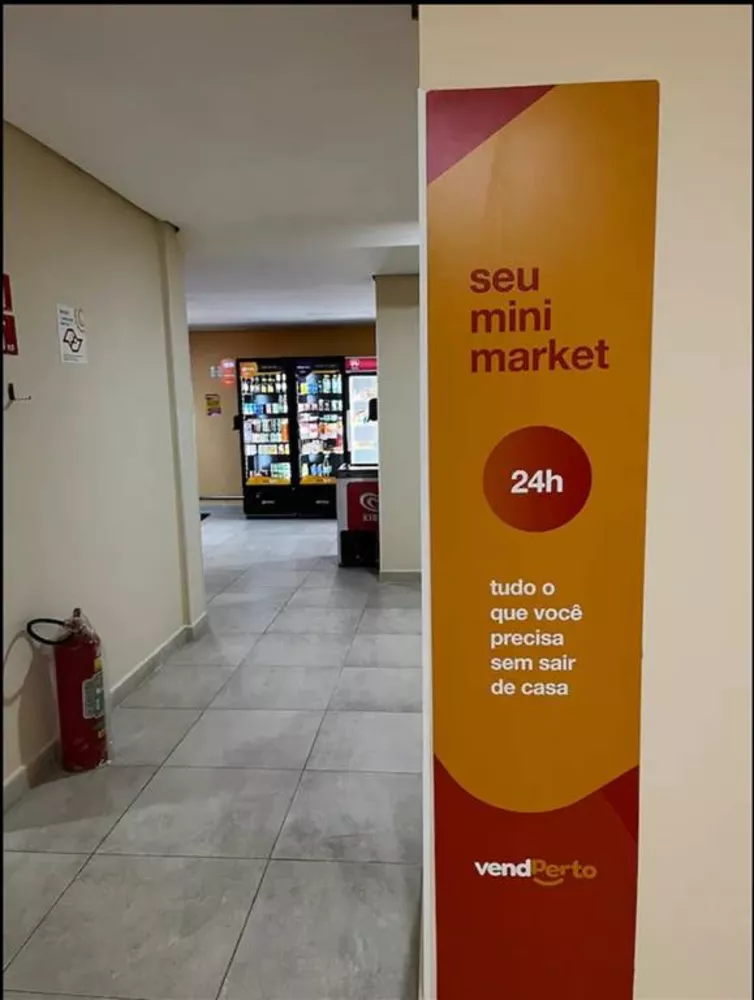 seu
mini
market
24h
tudo o
que você
precisa
sem sair
de casa
vendPerto